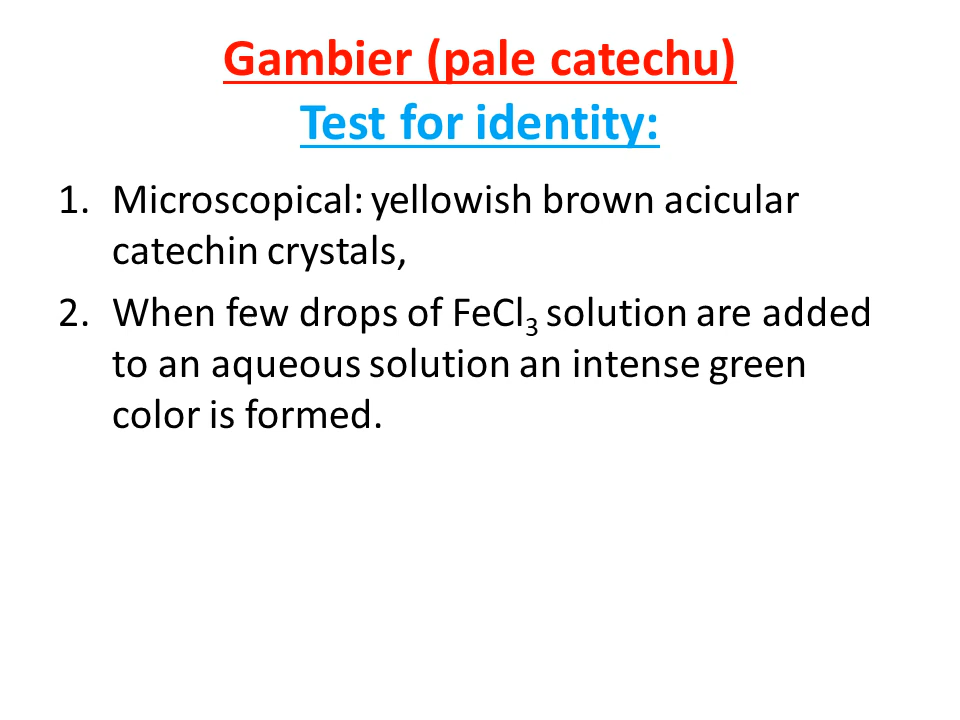 Gambier (pale catechu)
Test for identity:
1. Microscopical: yellowish brown acicular
catechin crystals,
2. When few drops of FeCl₃ solution are added
to an aqueous solution an intense green
color is formed.